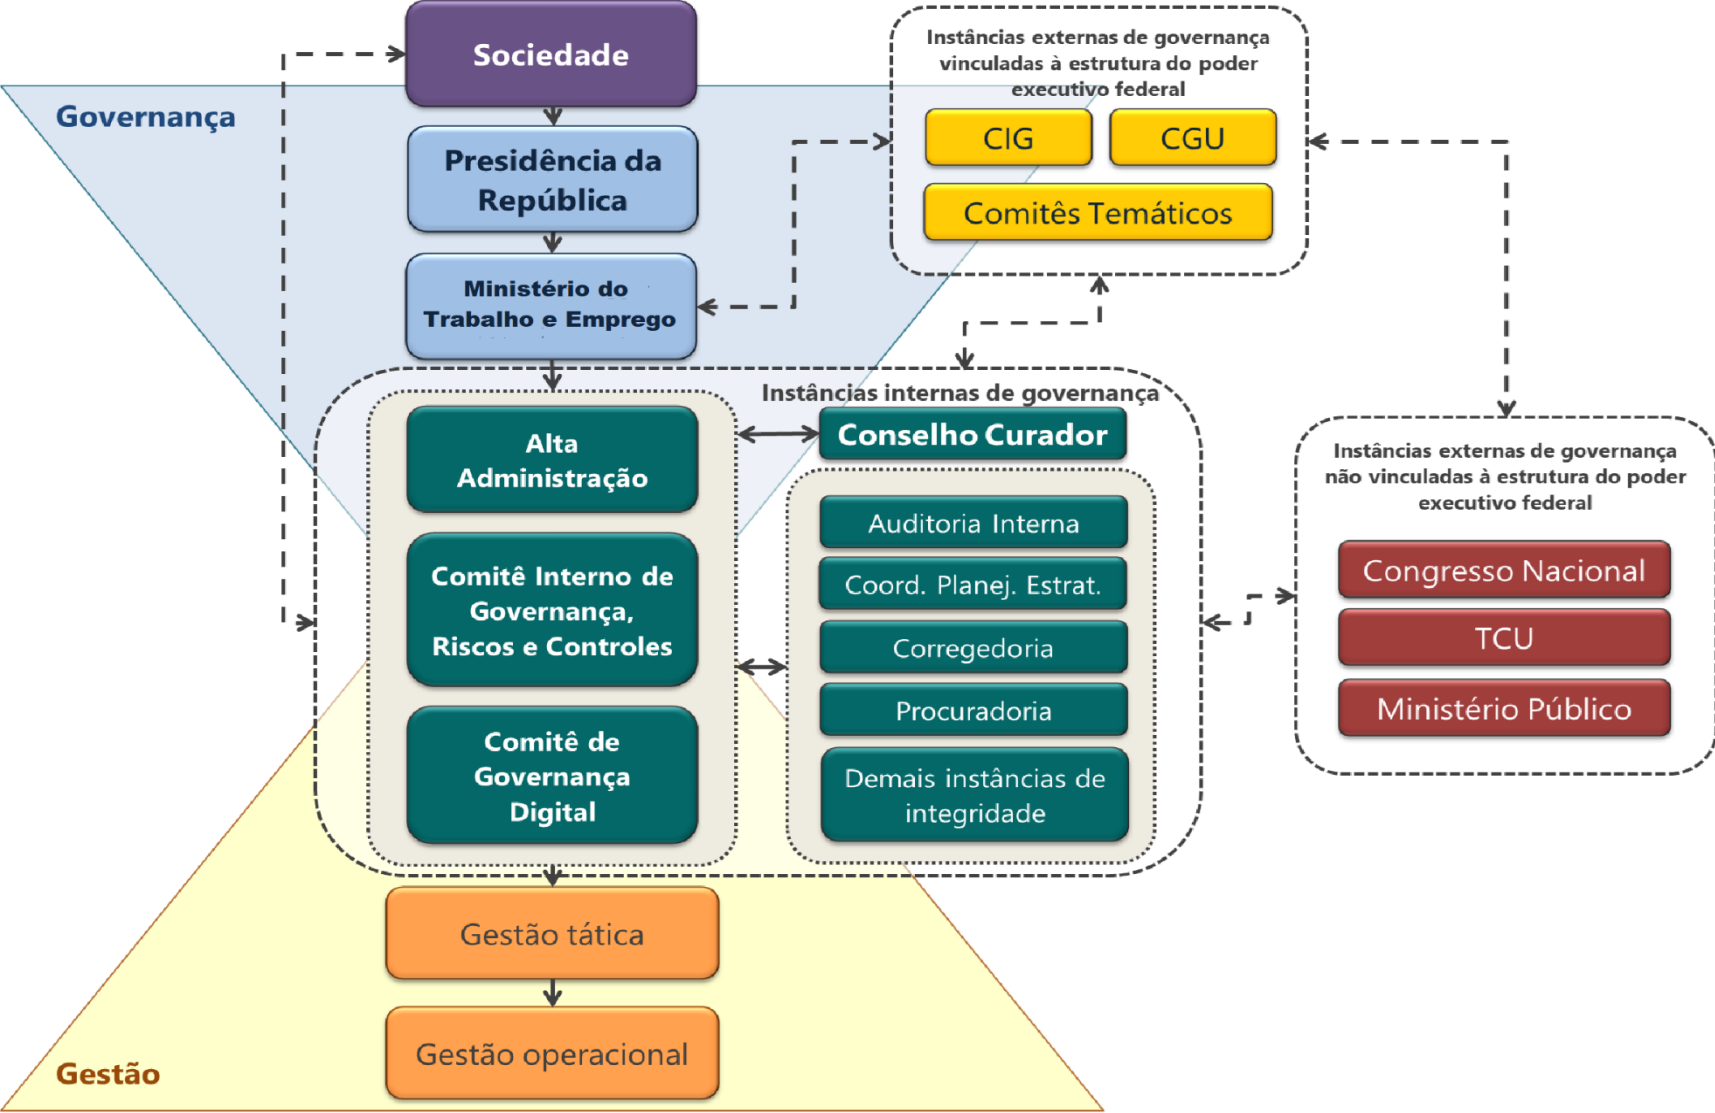 Sociedade
Governança
Presidência da
República
Ministério do
Trabalho e Emprego
Instâncias externas de governança
vinculadas à estrutura do poder
executivo federal
CIG
CGU
Comitês Temáticos
Instâncias internas de governança
Alta
Administração
Comitê Interno de
Governança,
Riscos e Controles
Comitê de
Governança
Digital
Conselho Curador
Auditoria Interna
Coord. Planej. Estrat.
Corregedoria
Procuradoria
Demais instâncias de
integridade
Instâncias externas de governança
não vinculadas à estrutura do poder
executivo federal
Congresso Nacional
TCU
Ministério Público
Gestão tática
Gestão operacional
Gestão